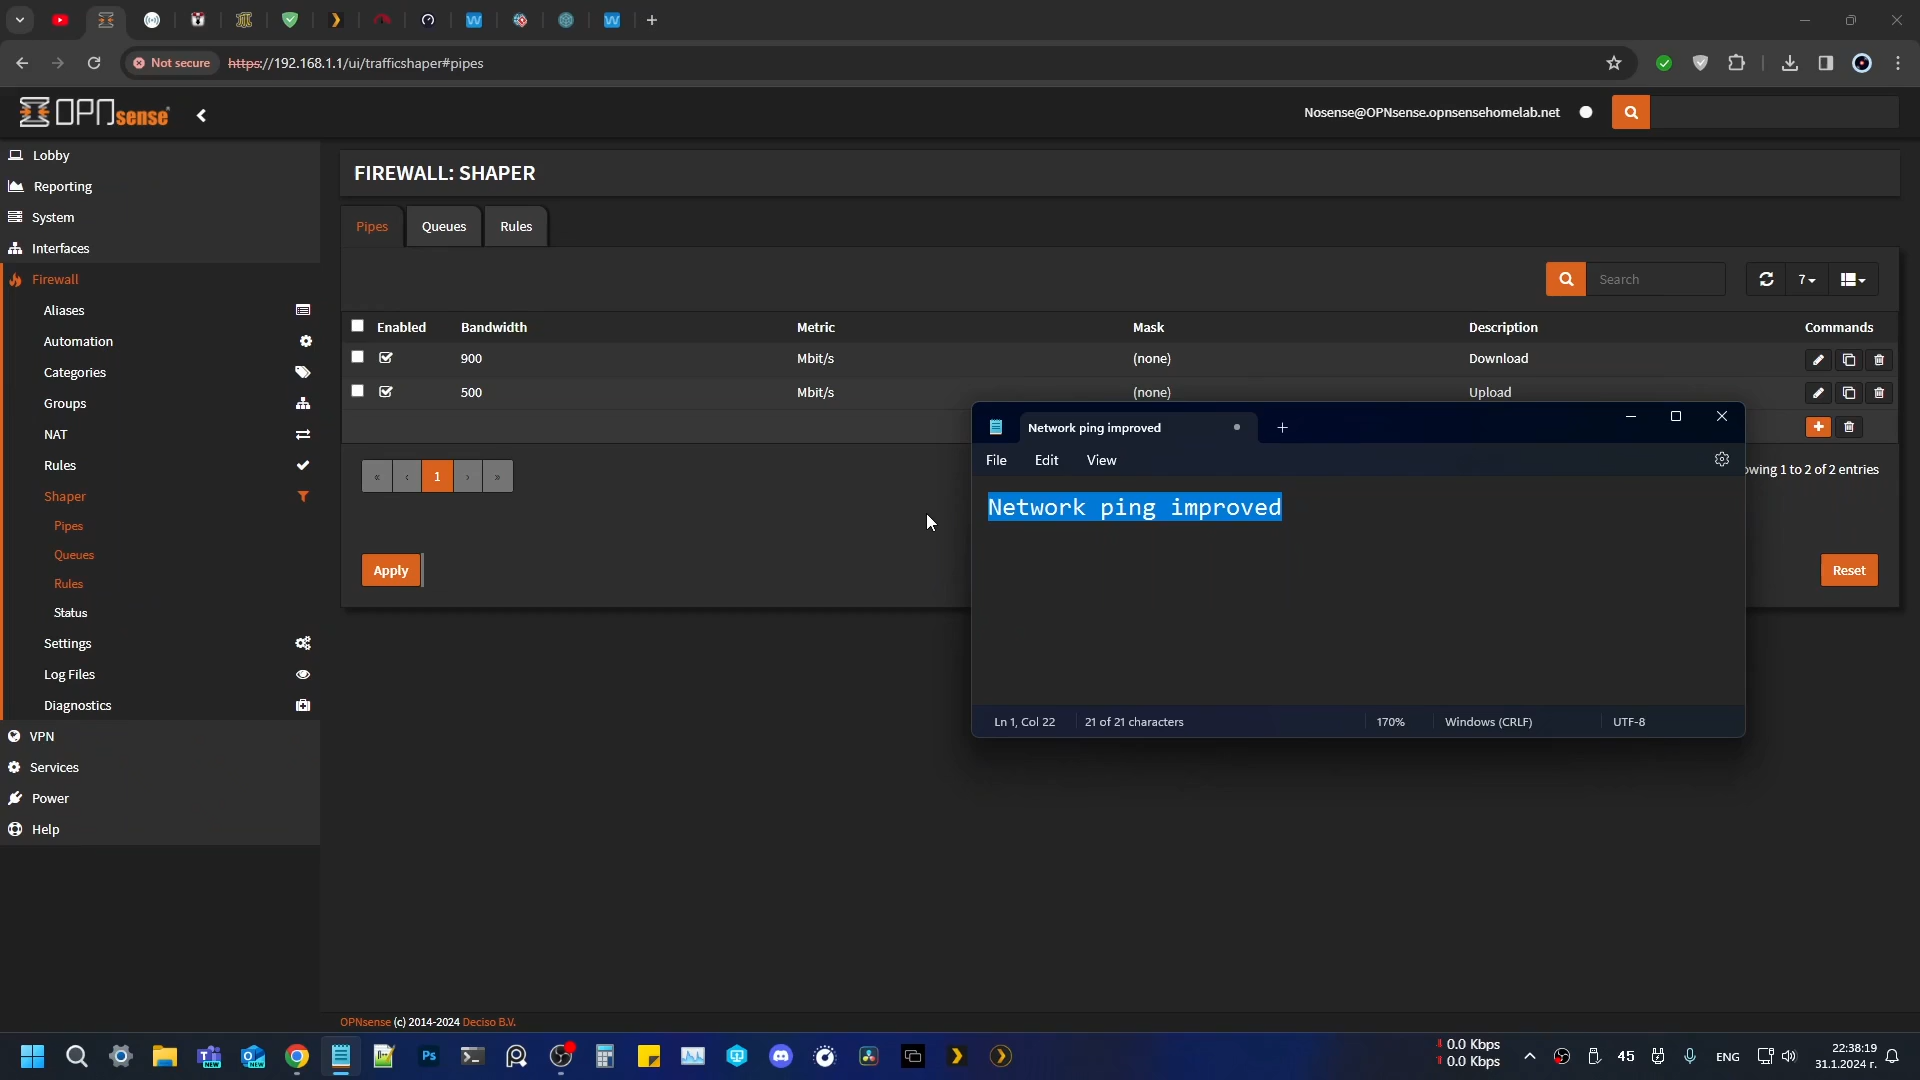 Not secure https://192.168.1.1/ui/trafficshaper#pipes
OPNsense
Nosense@OPNsense.opnsensehomelab.net
Lobby
Reporting
System
Interfaces
Firewall
Aliases
Automation
Categories
Groups
NAT
Rules
Shaper
Pipes
Queues
Rules
Status
Settings
Log Files
Diagnostics
VPN
Services
Power
Help
FIREWALL: SHAPER
Pipes Queues Rules
Search 7
Enabled Bandwidth Metric Mask Description Commands
900 Mbit/s (none) Download
500 Mbit/s (none) Upload
« ‹ 1 › »
owing 1 to 2 of 2 entries
Apply
Reset
Network ping improved
File Edit View
Network ping improved
Ln 1, Col 22 21 of 21 characters 170% Windows (CRLF) UTF-8
OPNsense (c) 2014-2024 Deciso B.V.
NEW
NEW
Ps
0.0 Kbps
0.0 Kbps
45
ENG
22:38:19
31.1.2024 г.